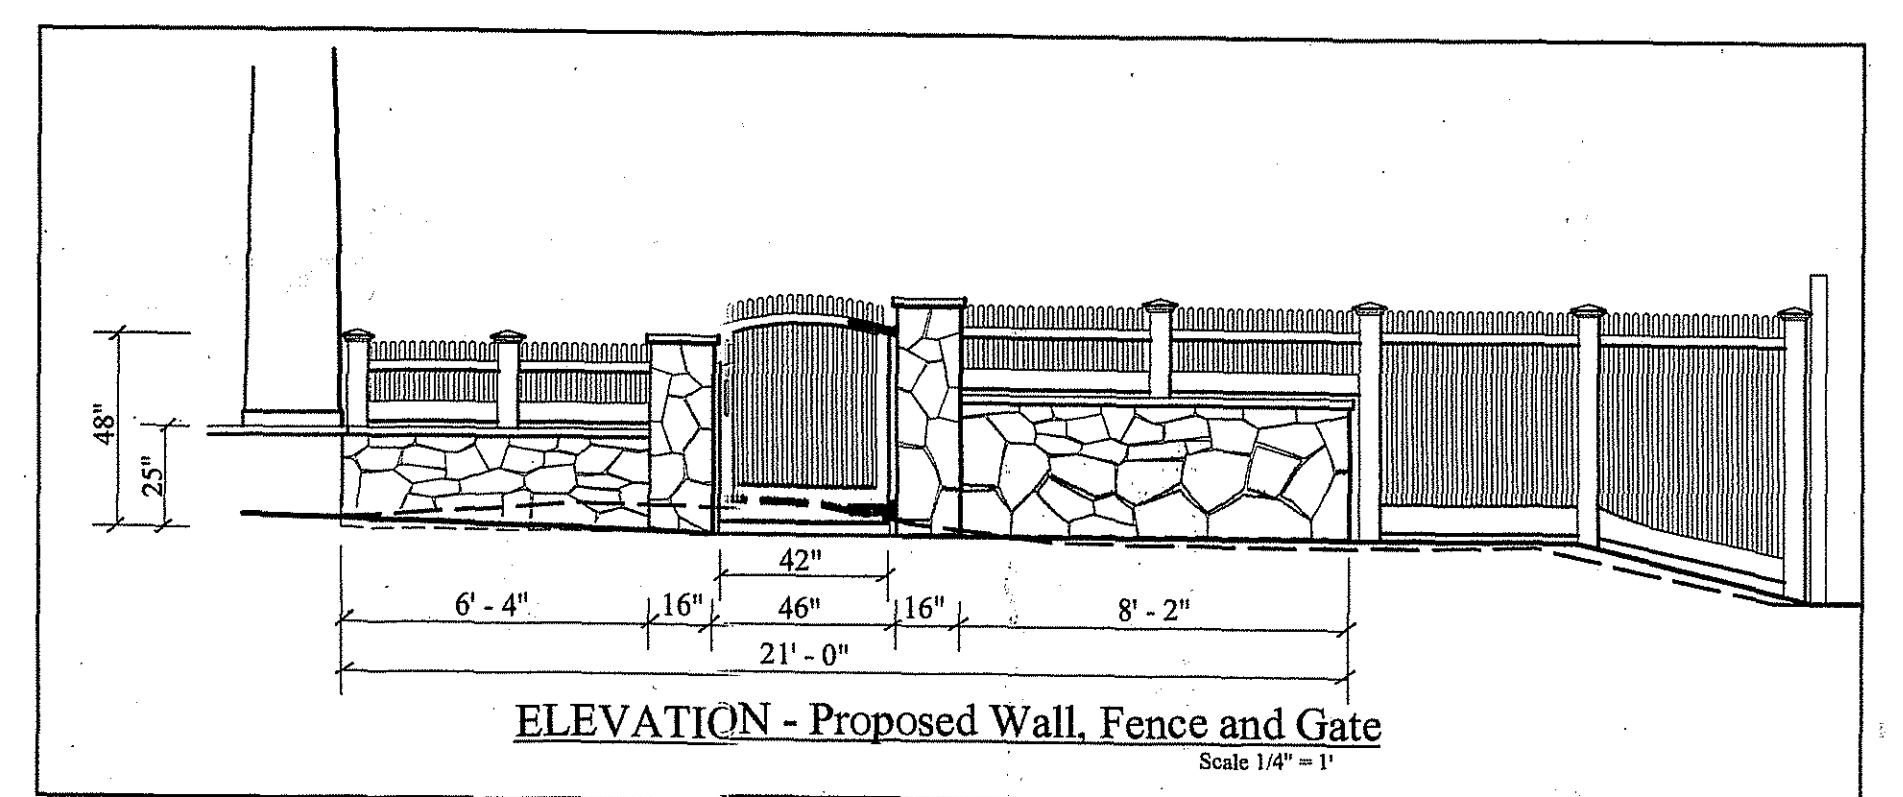 48"
25"
42"
6' - 4" 16" 46" 16" 8' - 2"
21' - 0"
ELEVATION - Proposed Wall, Fence and Gate
Scale 1/4" = 1'